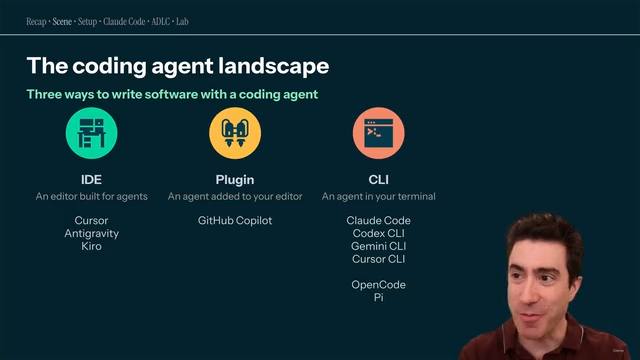 Recap • Scene • Setup • Claude Code • ADLC • Lab
The coding agent landscape
Three ways to write software with a coding agent
IDE
An editor built for agents
Cursor
Antigravity
Kiro
Plugin
An agent added to your editor
GitHub Copilot
CLI
An agent in your terminal
Claude Code
Codex CLI
Gemini CLI
Cursor CLI
OpenCode
Pi